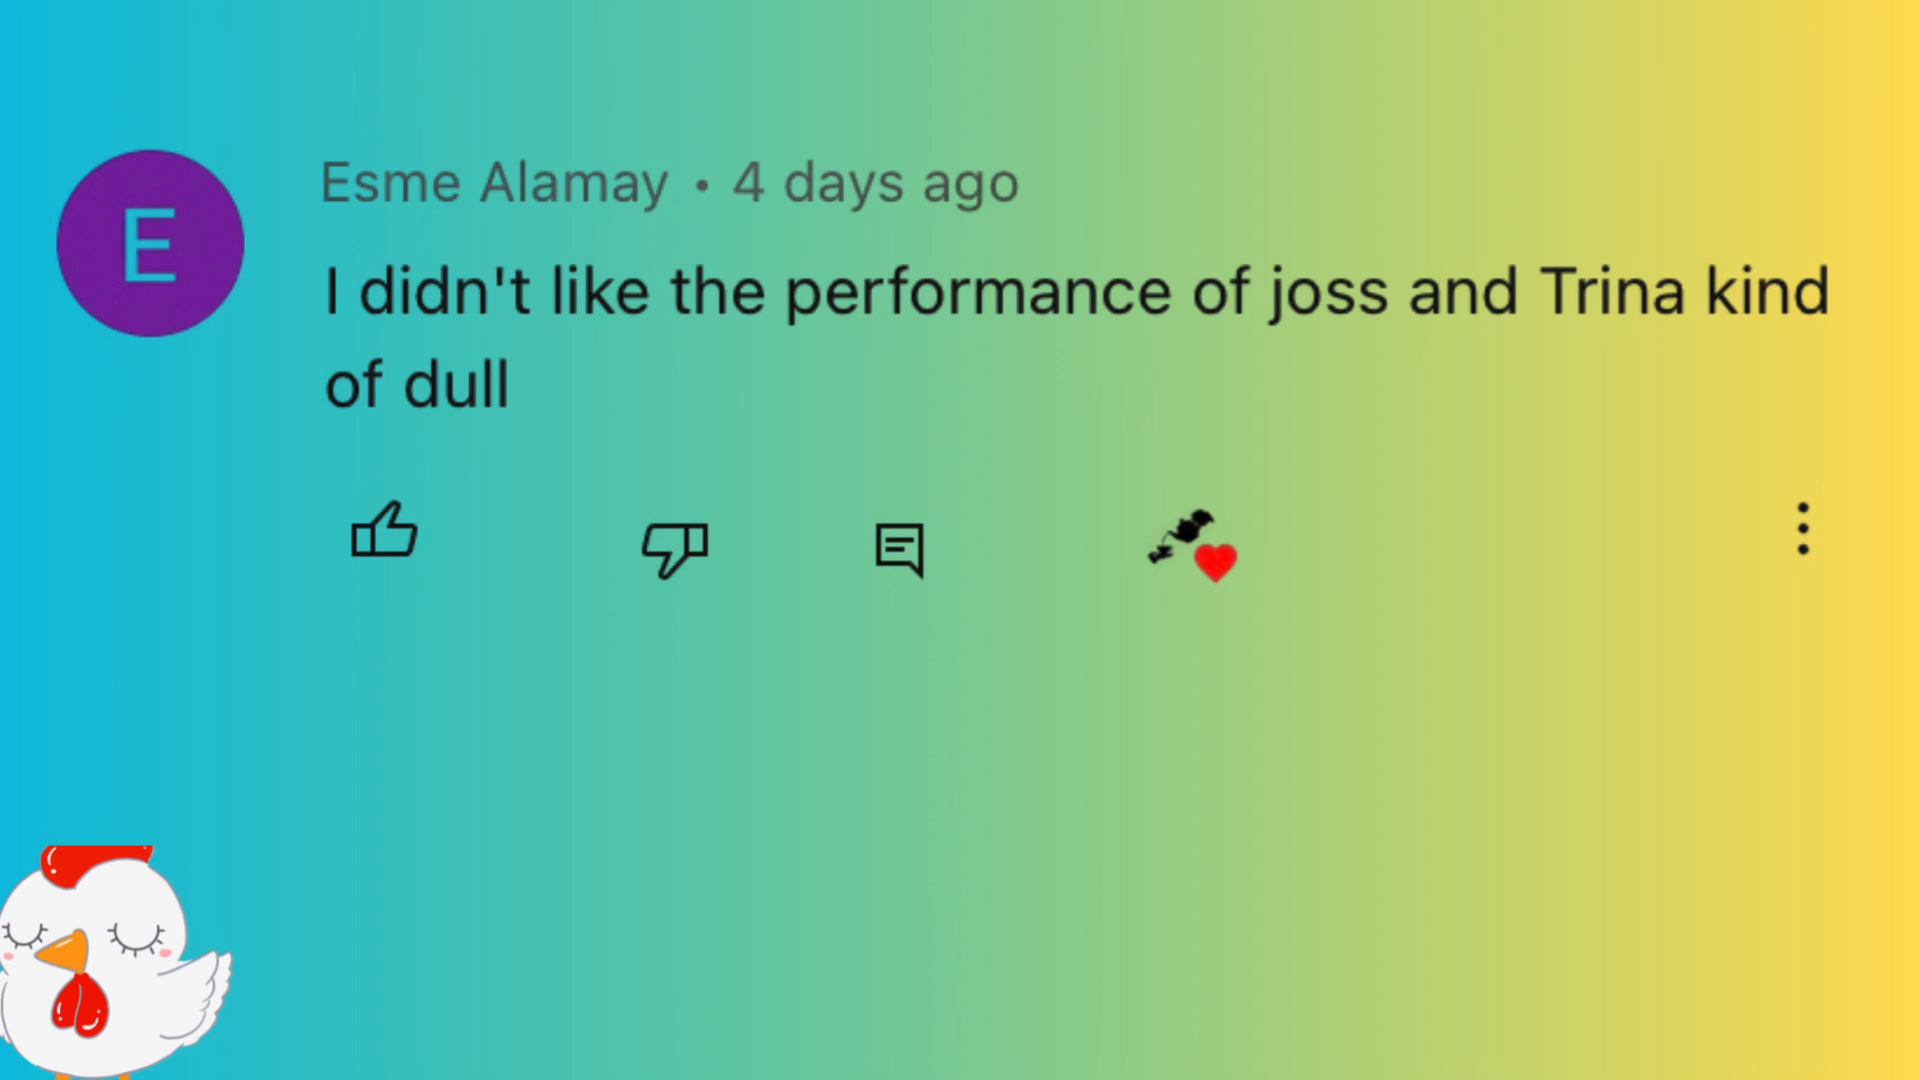 E
Esme Alamay • 4 days ago
I didn't like the performance of joss and Trina kind
of dull